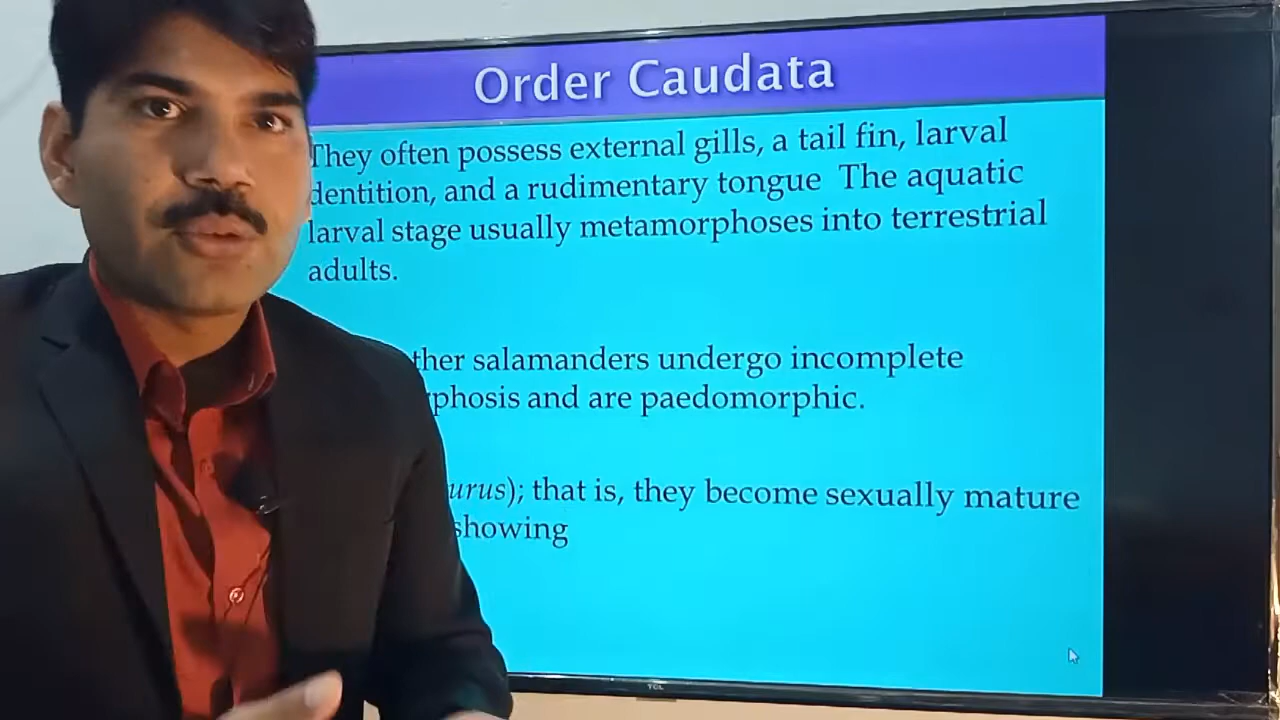 Order Caudata
They often possess external gills, a tail fin, larval
dentition, and a rudimentary tongue The aquatic
larval stage usually metamorphoses into terrestrial
adults.
ther salamanders undergo incomplete
phosis and are paedomorphic.
urus); that is, they become sexually mature
showing
TCL